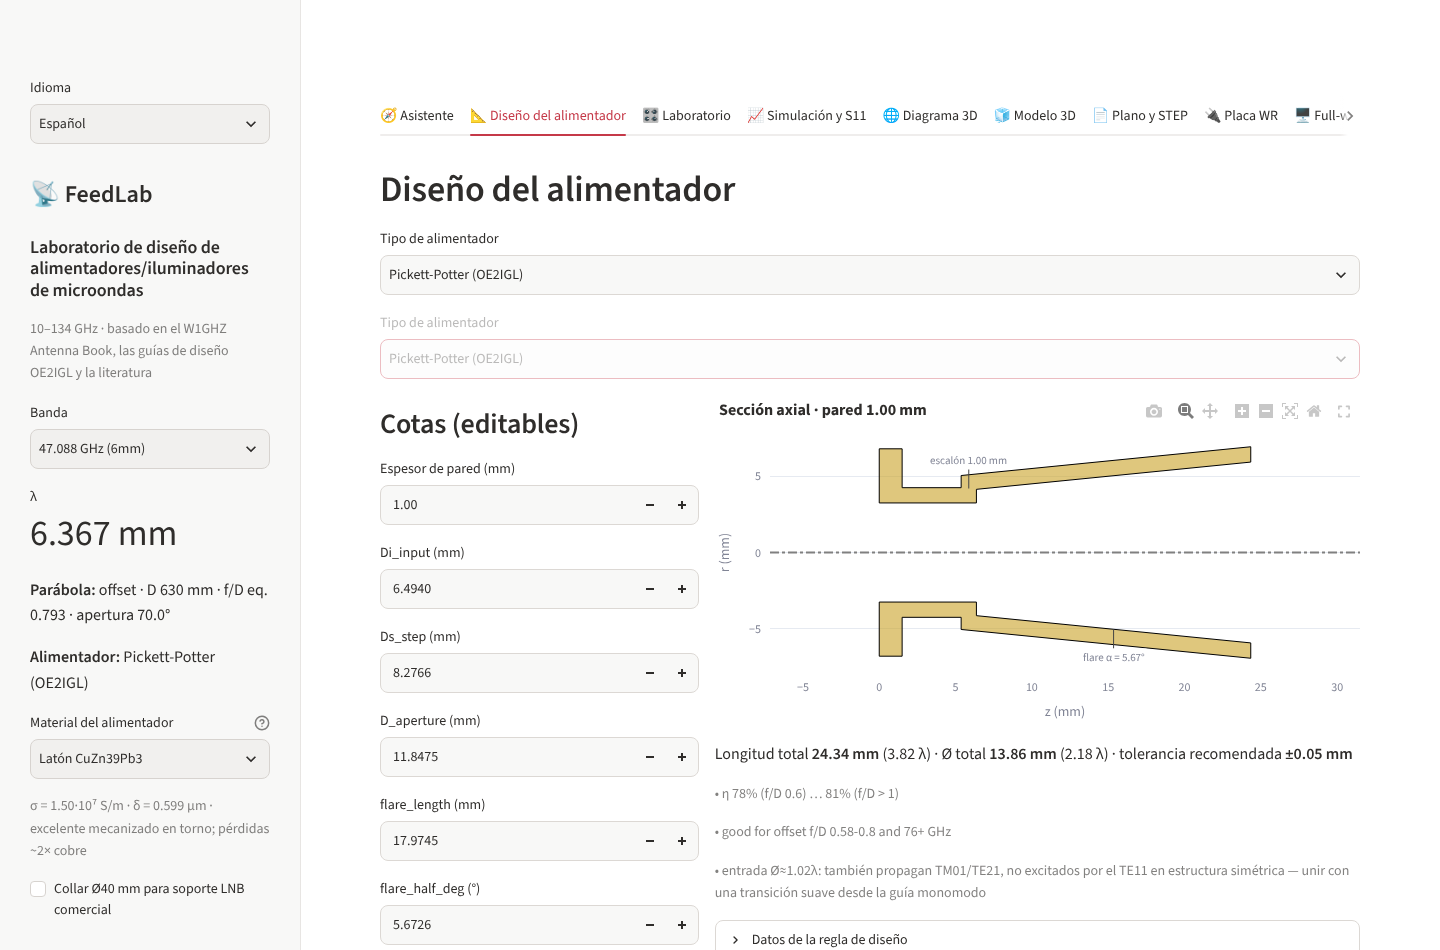 Idioma
Español
📡 FeedLab
Laboratorio de diseño de
alimentadores/iluminadores
de microondas
10–134 GHz · basado en el W1GHZ
Antenna Book, las guías de diseño
OE2IGL y la literatura
Banda
47.088 GHz (6mm)
λ
6.367 mm
Parábola: offset · D 630 mm · f/D eq.
0.793 · apertura 70.0°
Alimentador: Pickett-Potter
(OE2IGL)
Material del alimentador
Latón CuZn39Pb3
σ = 1.50·10⁷ S/m · δ = 0.599 µm ·
excelente mecanizado en torno; pérdidas
~2× cobre
Collar Ø40 mm para soporte LNB
comercial
🧭 Asistente 📐 Diseño del alimentador 🎛️ Laboratorio 📈 Simulación y S11 🌐 Diagrama 3D 🧊 Modelo 3D 📄 Plano y STEP 🔌 Placa WR 🖥️ Full-w
Diseño del alimentador
Tipo de alimentador
Pickett-Potter (OE2IGL)
Tipo de alimentador
Pickett-Potter (OE2IGL)
Cotas (editables)
Espesor de pared (mm)
1.00
Di_input (mm)
6.4940
Ds_step (mm)
8.2766
D_aperture (mm)
11.8475
flare_length (mm)
17.9745
flare_half_deg (°)
5.6726
Sección axial · pared 1.00 mm
escalón 1.00 mm
5
0
−5
r (mm)
flare α = 5.67°
−5 0 5 10 15 20 25 30
z (mm)
Longitud total 24.34 mm (3.82 λ) · Ø total 13.86 mm (2.18 λ) · tolerancia recomendada ±0.05 mm
• η 78% (f/D 0.6) … 81% (f/D > 1)
• good for offset f/D 0.58-0.8 and 76+ GHz
• entrada Ø≈1.02λ: también propagan TM01/TE21, no excitados por el TE11 en estructura simétrica — unir con
una transición suave desde la guía monomodo
Datos de la regla de diseño